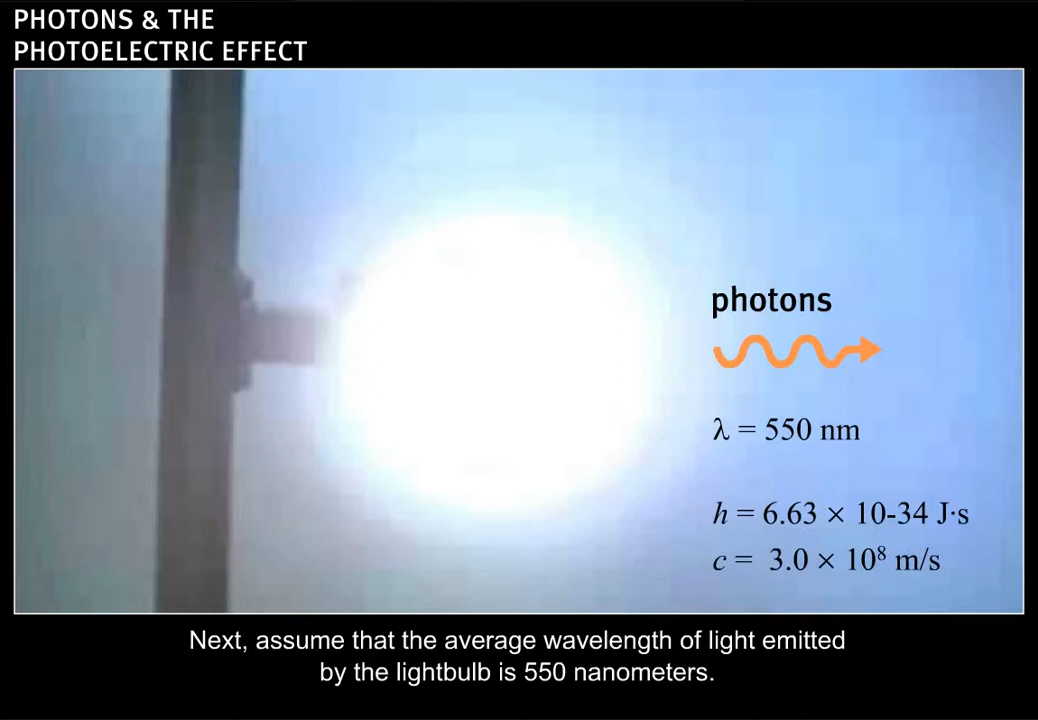 PHOTONS & THE
PHOTOELECTRIC EFFECT
photons
λ = 550 nm
h = 6.63 × 10-34 J·s
c = 3.0 × 10⁸ m/s
Next, assume that the average wavelength of light emitted
by the lightbulb is 550 nanometers.